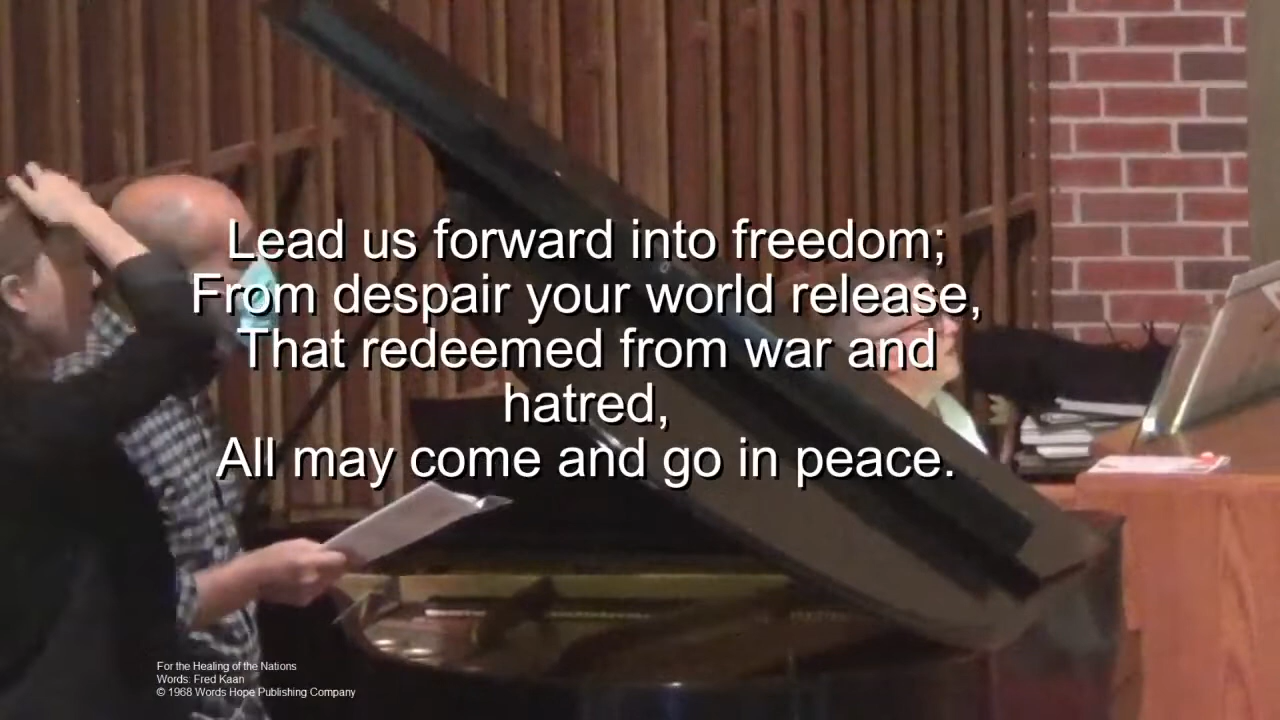 Lead us forward into freedom;
From despair your world release,
That redeemed from war and
hatred,
All may come and go in peace.
For the Healing of the Nations
Words: Fred Kaan
© 1968 Words Hope Publishing Company